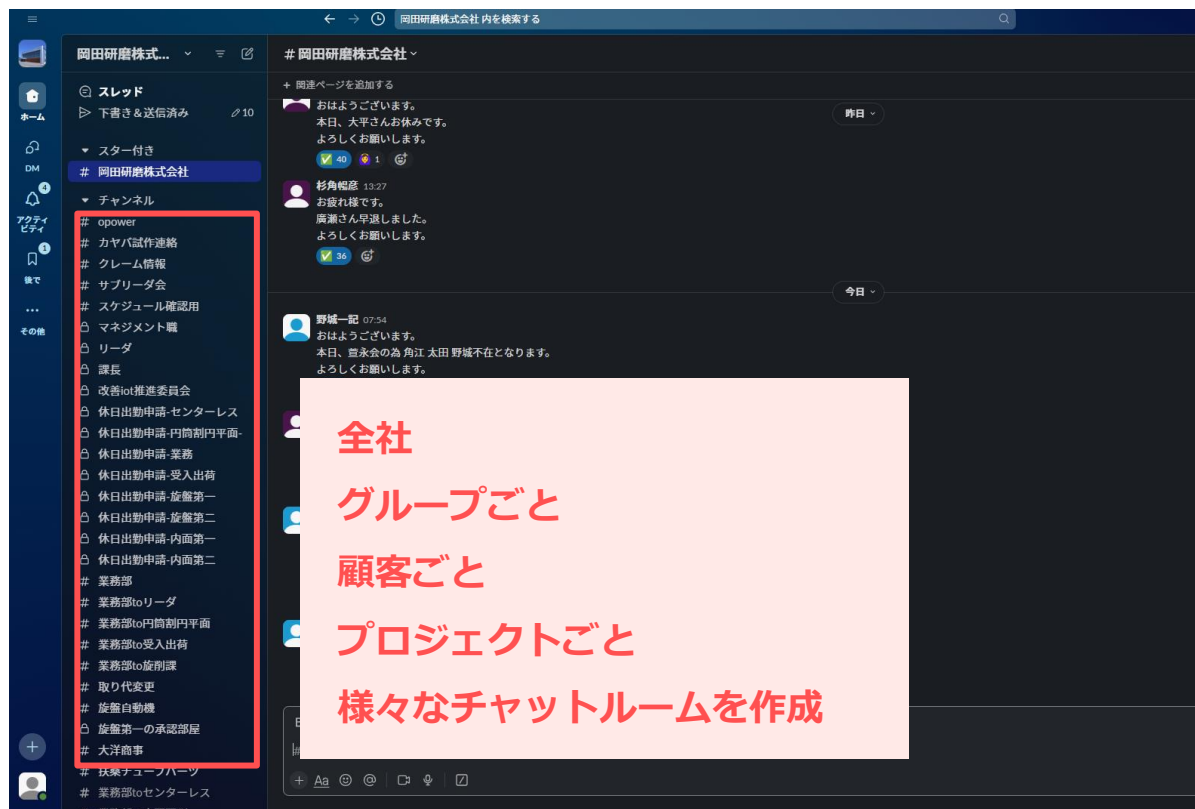 岡田研磨株式会社 内を検索する
岡田研磨株式...
# 岡田研磨株式会社
+ 関連ページを追加する
ホーム
DM
4
アクティ
ビティ
1
後で
その他
スレッド
下書き&送信済み 10
スター付き
# 岡田研磨株式会社
チャンネル
# opower
# カヤバ試作連絡
# クレーム情報
# サブリーダ会
# スケジュール確認用
マネジメント職
リーダ
課長
改善iot推進委員会
休日出勤申請-センターレス
休日出勤申請-円筒割円平面-
休日出勤申請-業務
休日出勤申請-受入出荷
休日出勤申請-旋盤第一
休日出勤申請-旋盤第二
休日出勤申請-内面第一
休日出勤申請-内面第二
# 業務部
# 業務部toリーダ
# 業務部to円筒割円平面
# 業務部to受入出荷
# 業務部to旋削課
# 取り代変更
# 旋盤自動機
旋盤第一の承認部屋
# 大洋商事
# 扶桑チューブパーツ
# 業務部toセンターレス
昨日
おはようございます。
本日、大平さんお休みです。
よろしくお願いします。
40 1
杉角幄彦 13:27
お疲れ様です。
廣瀬さん早退しました。
よろしくお願いします。
36
今日
野城一記 07:54
おはようございます。
本日、萱永会の為 角江 太田 野城不在となります。
よろしくお願いします。
全社
グループごと
顧客ごと
プロジェクトごと
様々なチャットルームを作成
Aa